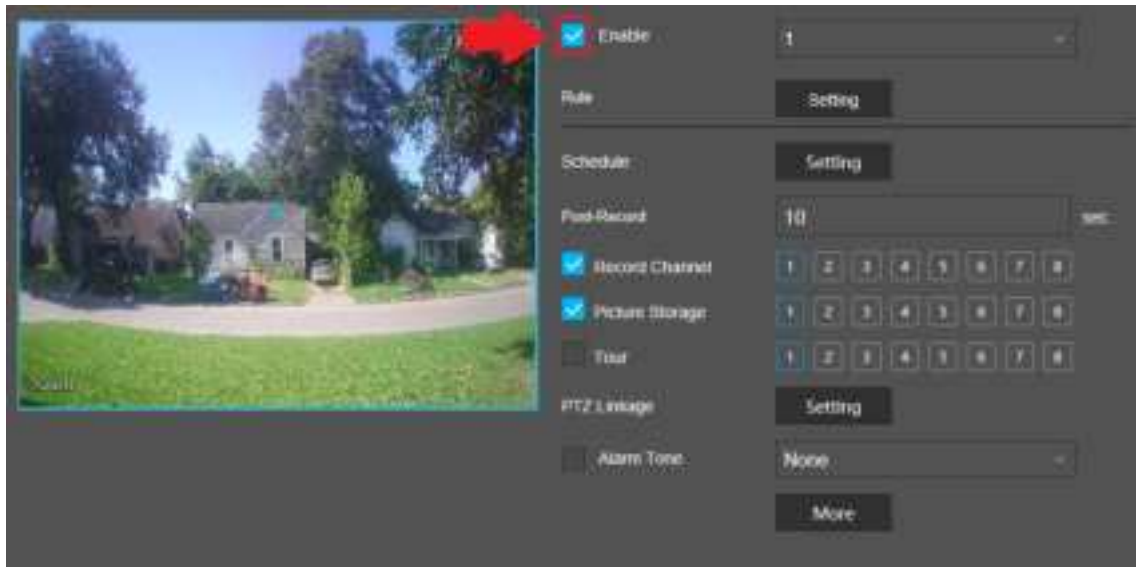 Enable 1
Rule Setting
Schedule Setting
Post-Record 10 sec
Record Channel 1 2 3 4 5 6 7 8
Picture Storage 1 2 3 4 5 6 7 8
Tour 1 2 3 4 5 6 7 8
PTZ Linkage Setting
Alarm Tone None
More